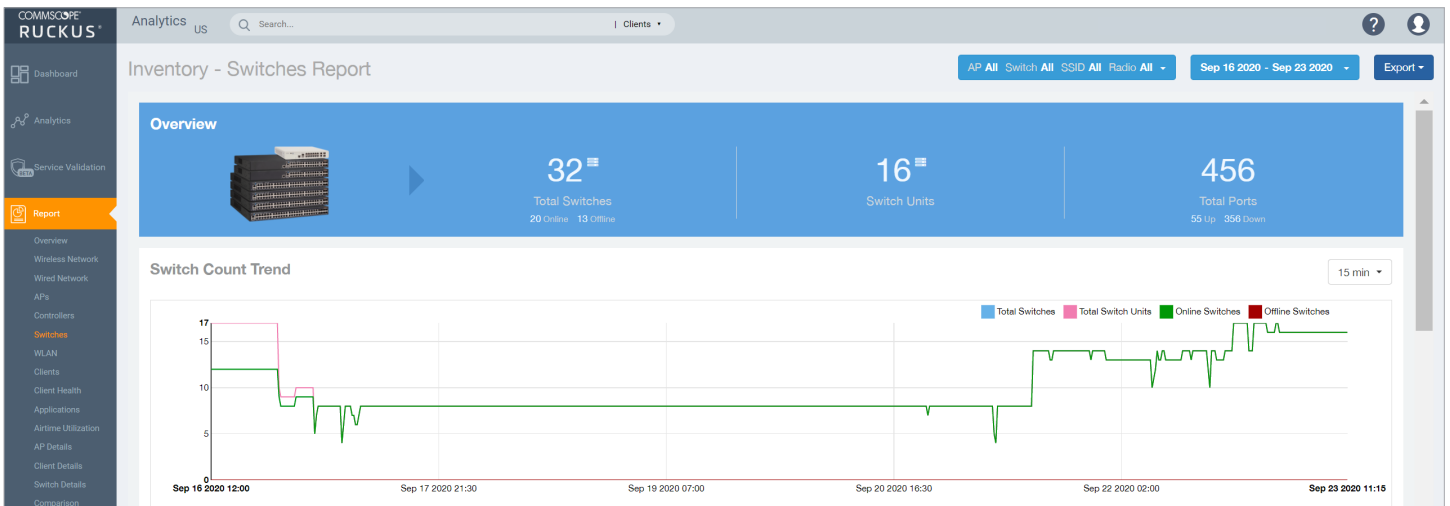 COMMSCOPE®
RUCKUS®
Analytics US
Search...
| Clients
?
Dashboard
Analytics
Service Validation
BETA
Report
Overview
Wireless Network
Wired Network
APs
Controllers
Switches
WLAN
Clients
Client Health
Applications
Airtime Utilization
AP Details
Client Details
Switch Details
Comparison
Inventory - Switches Report
AP All Switch All SSID All Radio All
Sep 16 2020 - Sep 23 2020
Export
Overview
32
Total Switches
20 Online 13 Offline
16
Switch Units
456
Total Ports
55 Up 356 Down
Switch Count Trend
15 min
Total Switches Total Switch Units Online Switches Offline Switches
17
15
10
5
0
Sep 16 2020 12:00 Sep 17 2020 21:30 Sep 19 2020 07:00 Sep 20 2020 16:30 Sep 22 2020 02:00 Sep 23 2020 11:15